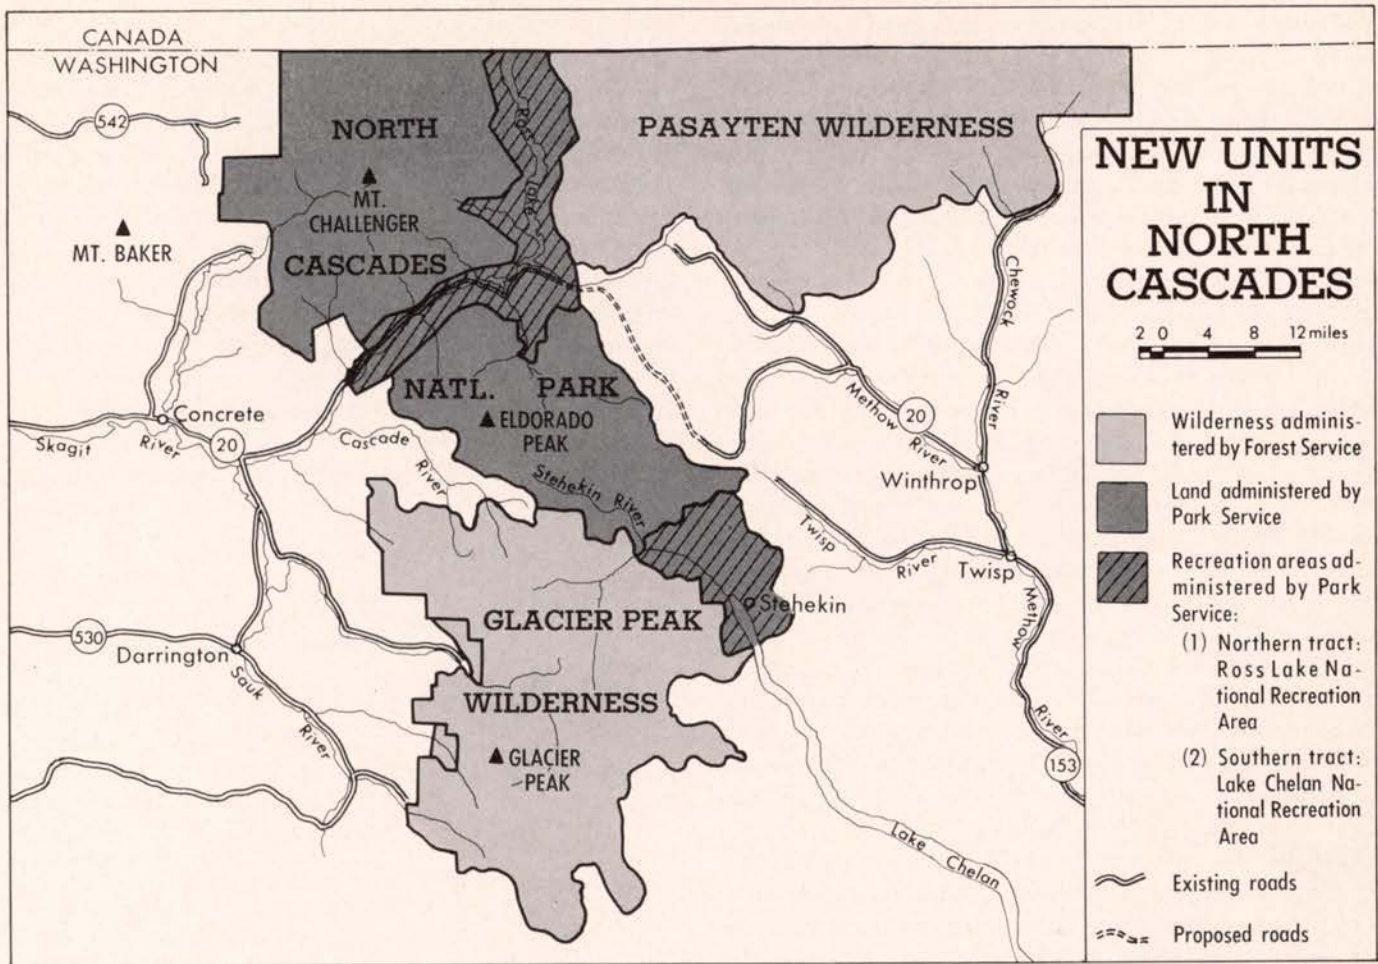 CANADA
WASHINGTON
542
NORTH
PASAYTEN WILDERNESS
Ross
Lake
MT.
CHALLENGER
MT. BAKER
CASCADES
Chewock
River
NATL. PARK
ELDORADO
PEAK
Concrete
Skagit
River
20
Cascade
River
Stehekin River
Methow
River
20
Winthrop
Twisp
River
Twisp
Stehekin
Methow
River
153
GLACIER PEAK
WILDERNESS
GLACIER
PEAK
530
Darrington
Sauk
River
Lake Chelan
NEW UNITS
IN
NORTH
CASCADES
2 0 4 8 12 miles
Wilderness adminis-
tered by Forest Service
Land administered by
Park Service
Recreation areas ad-
ministered by Park
Service:
(1) Northern tract:
Ross Lake Na-
tional Recreation
Area
(2) Southern tract:
Lake Chelan Na-
tional Recreation
Area
Existing roads
Proposed roads